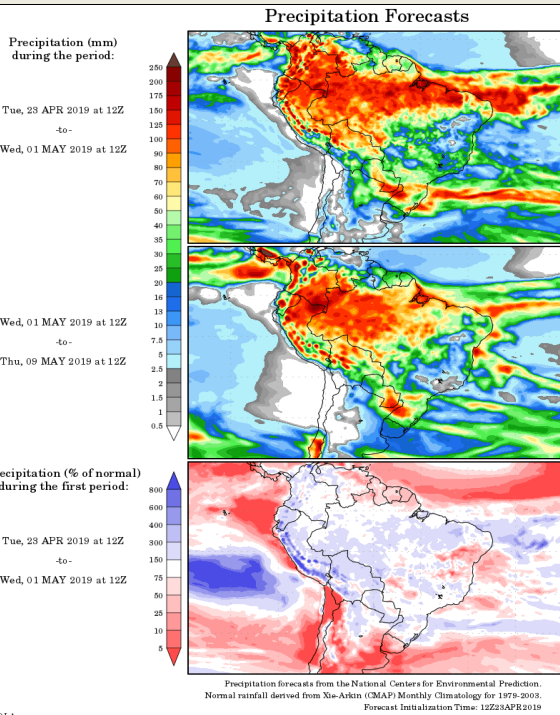 Precipitation Forecasts
Precipitation (mm)
during the period:
Tue, 23 APR 2019 at 12Z
-to-
Wed, 01 MAY 2019 at 12Z
250
200
175
150
125
100
90
80
70
60
50
40
35
30
25
20
16
13
10
7.5
5
2.5
2
1.5
1
0.5
Wed, 01 MAY 2019 at 12Z
-to-
Thu, 09 MAY 2019 at 12Z
ecipitation (% of normal)
during the first period:
Tue, 23 APR 2019 at 12Z
-to-
Wed, 01 MAY 2019 at 12Z
800
600
400
300
150
75
50
25
10
5
Precipitation forecasts from the National Centers for Environmental Prediction.
Normal rainfall derived from Xie-Arkin (CMAP) Monthly Climatology for 1979-2003.
Forecast Initialization Time: 12Z23APR2019